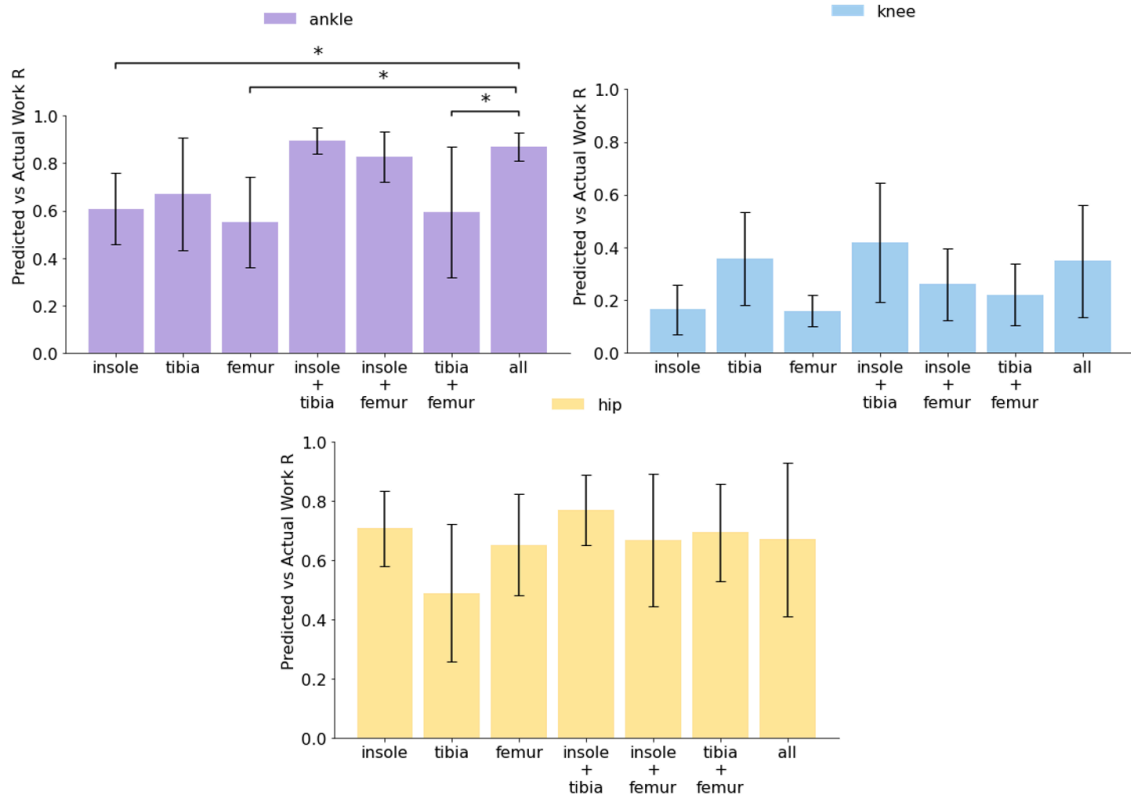 ankle
*
*
*
Predicted vs Actual Work R
1.0
0.8
0.6
0.4
0.2
0.0
insole tibia femur insole insole tibia all
+ + +
tibia femur femur
knee
Predicted vs Actual Work R
1.0
0.8
0.6
0.4
0.2
0.0
insole tibia femur insole insole tibia all
+ + +
tibia femur femur
hip
Predicted vs Actual Work R
1.0
0.8
0.6
0.4
0.2
0.0
insole tibia femur insole insole tibia all
+ + +
tibia femur femur